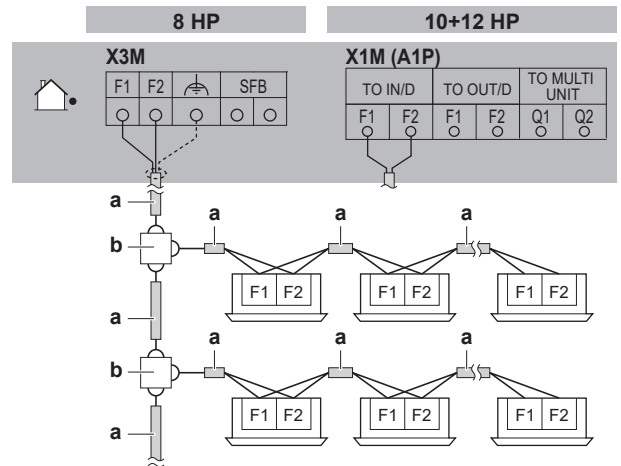 8 HP
10+12 HP
X3M
X1M (A1P)
F1 F2 SFB
TO IN/D TO OUT/D TO MULTI UNIT
F1 F2 F1 F2 Q1 Q2
a
a a a
b
F1 F2 F1 F2 F1 F2
a
a a a
b
F1 F2 F1 F2 F1 F2
a